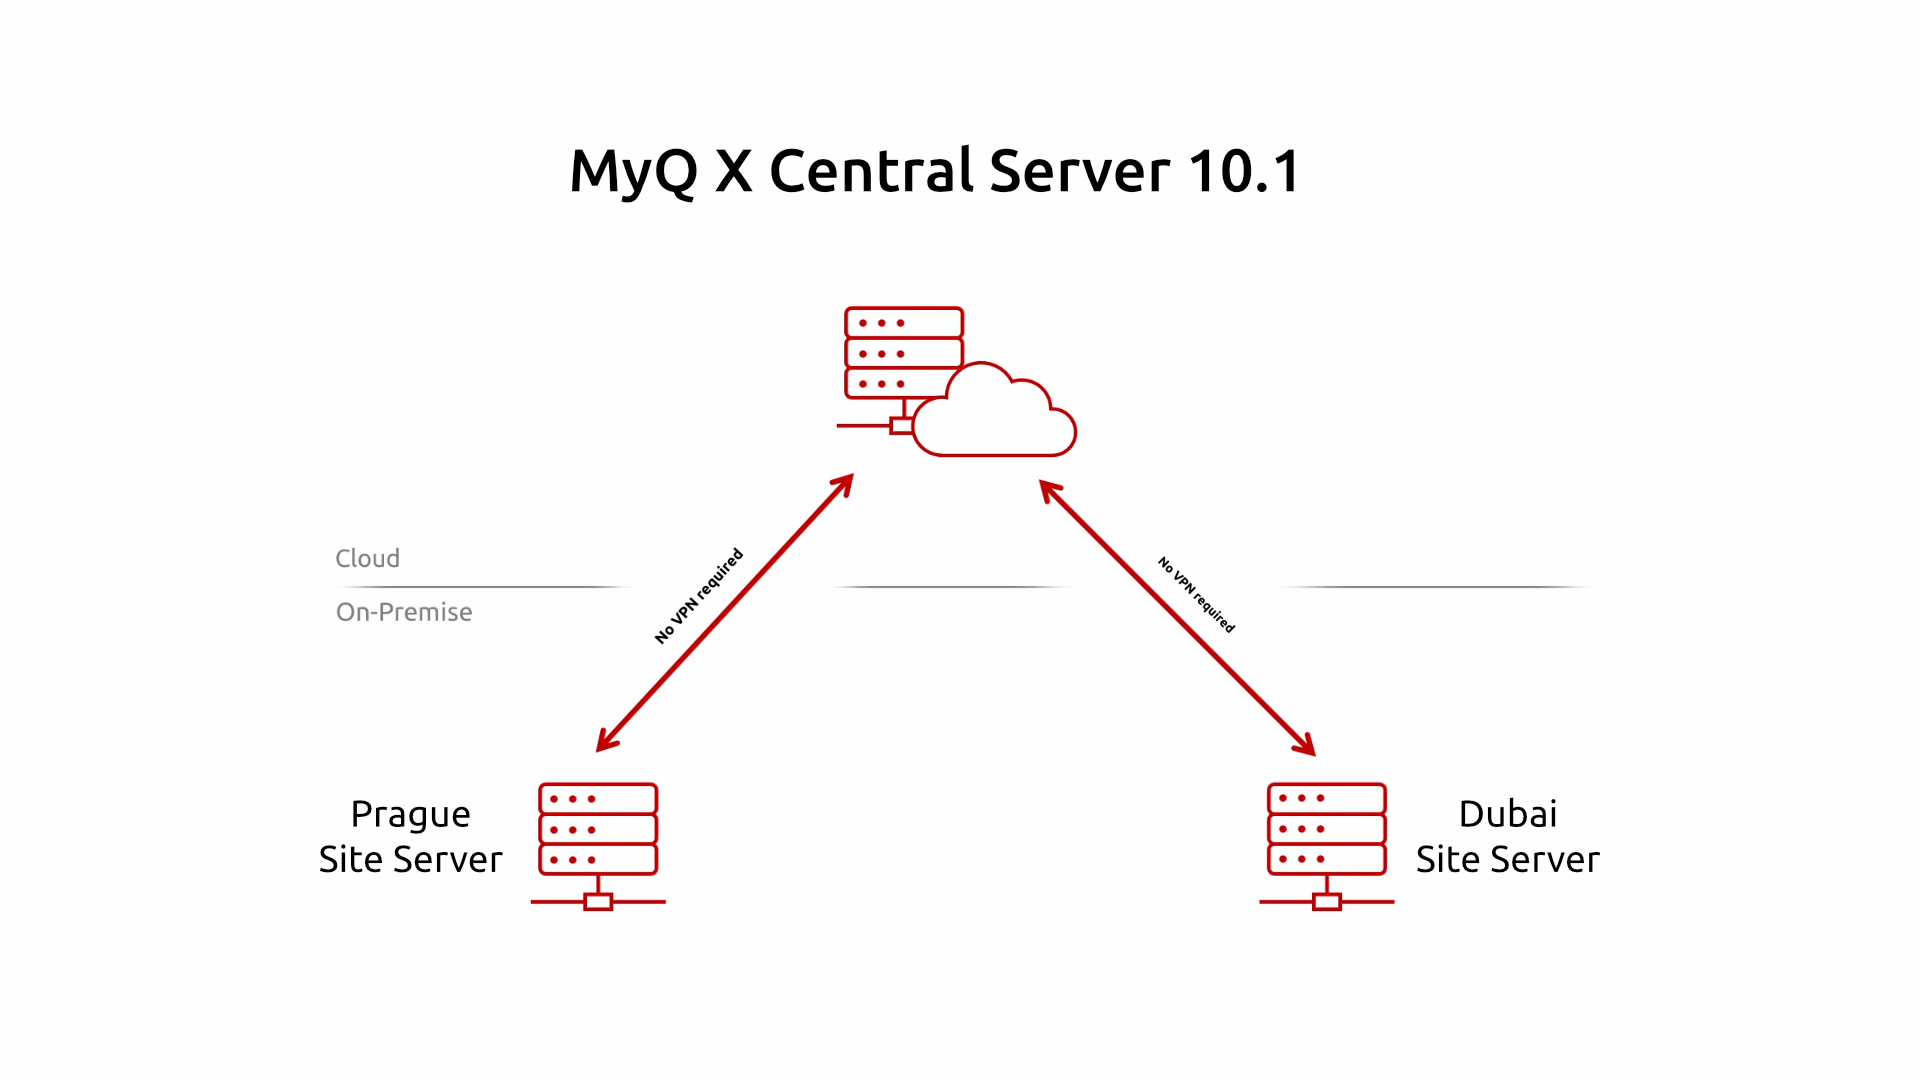 MyQ X Central Server 10.1
Cloud
On-Premise
No VPN required
No VPN required
Prague
Site Server
Dubai
Site Server